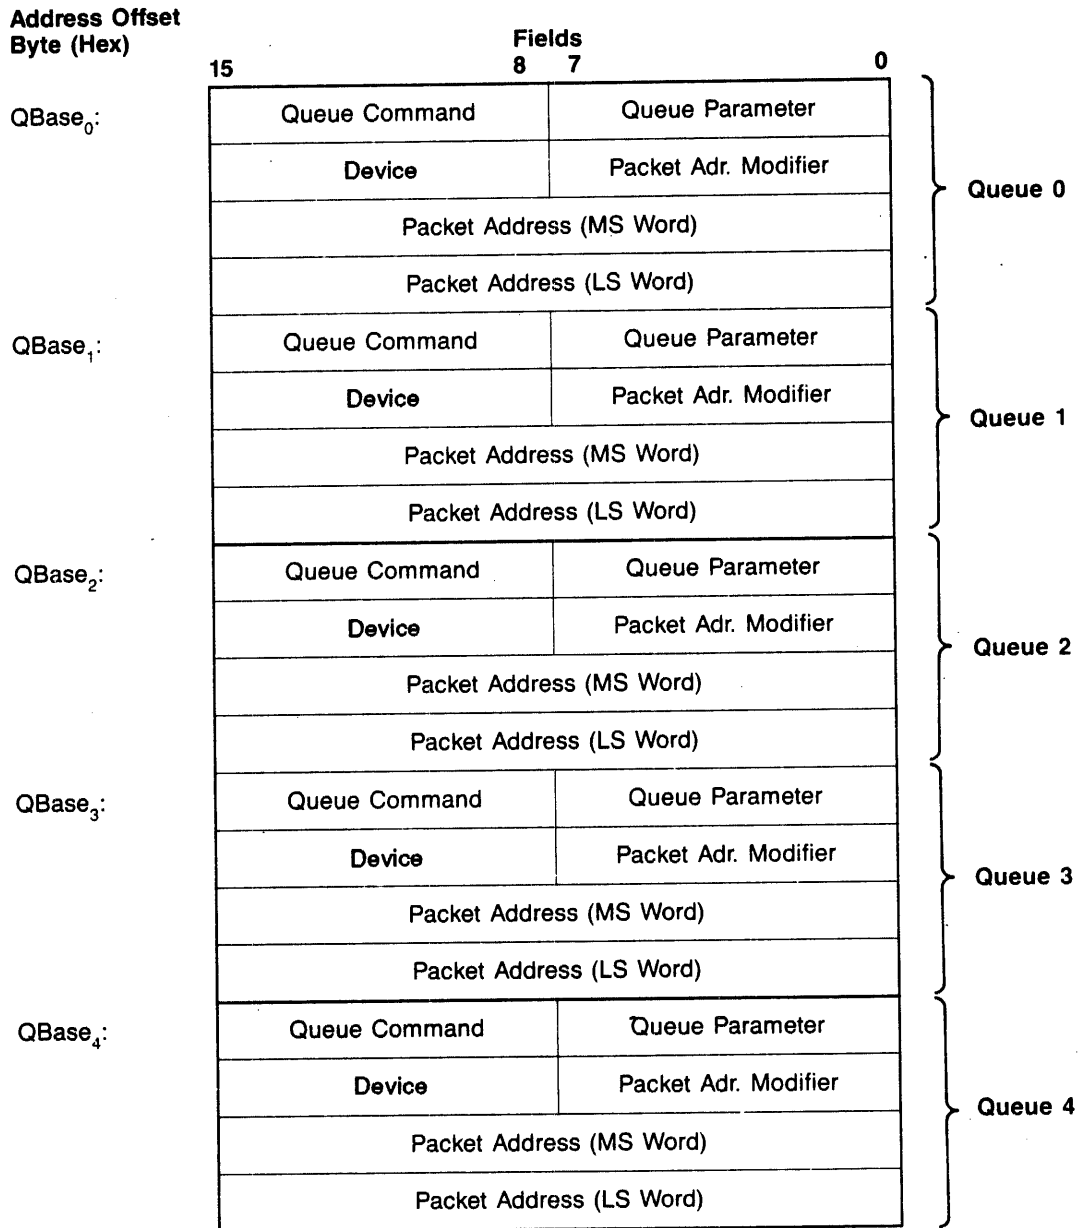 Address Offset
Byte (Hex)
Fields
15 8 7 0
QBase0:
Queue Command Queue Parameter
Device Packet Adr. Modifier
Packet Address (MS Word)
Packet Address (LS Word)
Queue 0
QBase1:
Queue Command Queue Parameter
Device Packet Adr. Modifier
Packet Address (MS Word)
Packet Address (LS Word)
Queue 1
QBase2:
Queue Command Queue Parameter
Device Packet Adr. Modifier
Packet Address (MS Word)
Packet Address (LS Word)
Queue 2
QBase3:
Queue Command Queue Parameter
Device Packet Adr. Modifier
Packet Address (MS Word)
Packet Address (LS Word)
Queue 3
QBase4:
Queue Command Queue Parameter
Device Packet Adr. Modifier
Packet Address (MS Word)
Packet Address (LS Word)
Queue 4